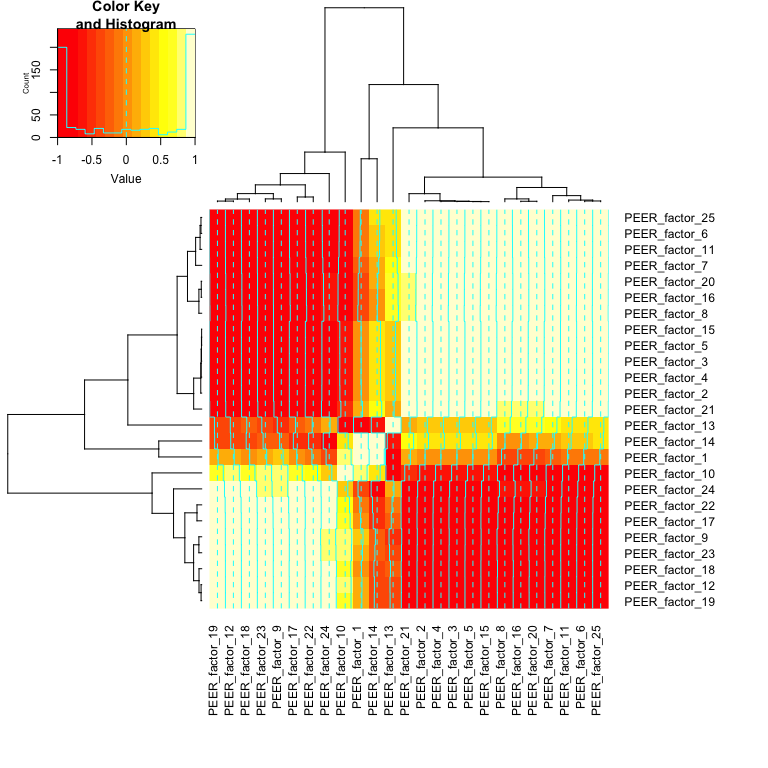 Color Key
and Histogram
Count
0
50
150
-1
-0.5
0
0.5
1
Value
PEER_factor_25
PEER_factor_6
PEER_factor_11
PEER_factor_7
PEER_factor_20
PEER_factor_16
PEER_factor_8
PEER_factor_15
PEER_factor_5
PEER_factor_3
PEER_factor_4
PEER_factor_2
PEER_factor_21
PEER_factor_13
PEER_factor_14
PEER_factor_1
PEER_factor_10
PEER_factor_24
PEER_factor_22
PEER_factor_17
PEER_factor_9
PEER_factor_23
PEER_factor_18
PEER_factor_12
PEER_factor_19
PEER_factor_19
PEER_factor_12
PEER_factor_18
PEER_factor_23
PEER_factor_9
PEER_factor_17
PEER_factor_22
PEER_factor_24
PEER_factor_10
PEER_factor_1
PEER_factor_14
PEER_factor_13
PEER_factor_21
PEER_factor_2
PEER_factor_4
PEER_factor_3
PEER_factor_5
PEER_factor_15
PEER_factor_8
PEER_factor_16
PEER_factor_20
PEER_factor_7
PEER_factor_11
PEER_factor_6
PEER_factor_25